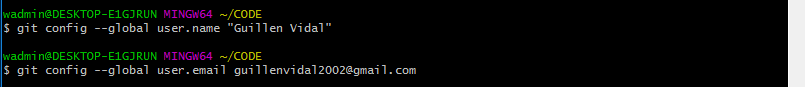 wadmin@DESKTOP-E1GJRUN MINGW64 ~/CODE
$ git config --global user.name "Guillen Vidal"
wadmin@DESKTOP-E1GJRUN MINGW64 ~/CODE
$ git config --global user.email guillenvidal2002@gmail.com